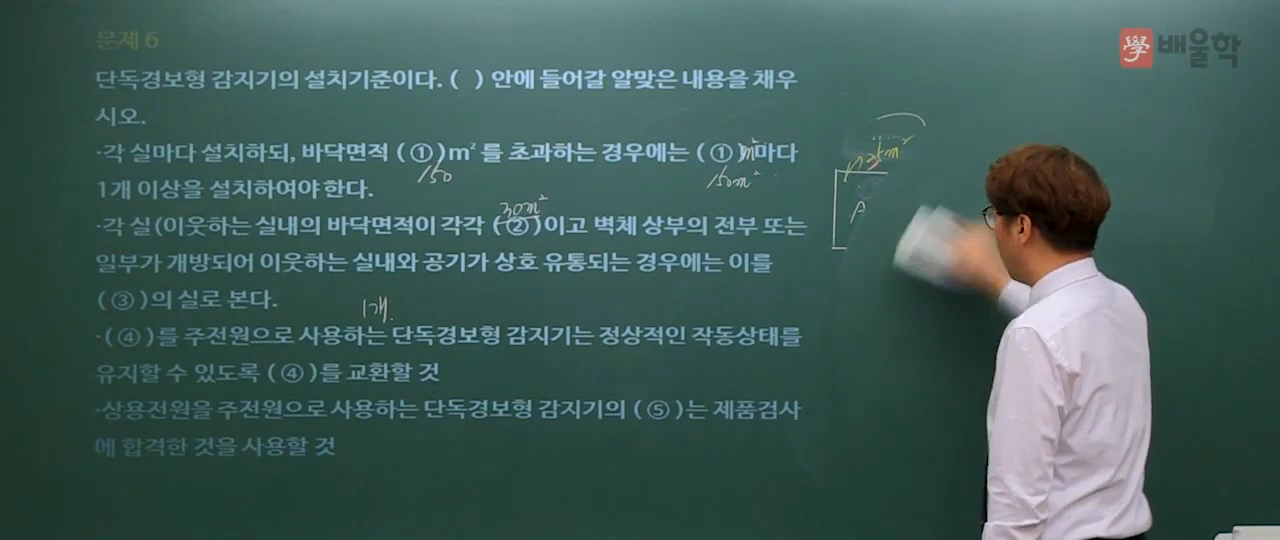 學 배울학
문제 6
단독경보형 감지기의 설치기준이다. ( ) 안에 들어갈 알맞은 내용을 채우
시오.
·각 실마다 설치하되, 바닥면적 (①)m² 를 초과하는 경우에는 (①)m²마다
150
150m²
1개 이상을 설치하여야 한다.
30m²
·각 실(이웃하는 실내의 바닥면적이 각각 (②)이고 벽체 상부의 전부 또는
일부가 개방되어 이웃하는 실내와 공기가 상호 유통되는 경우에는 이를
(③)의 실로 본다.
1개.
·(④)를 주전원으로 사용하는 단독경보형 감지기는 정상적인 작동상태를
유지할 수 있도록 (④)를 교환할 것
·상용전원을 주전원으로 사용하는 단독경보형 감지기의 (⑤)는 제품검사
에 합격한 것을 사용할 것
A